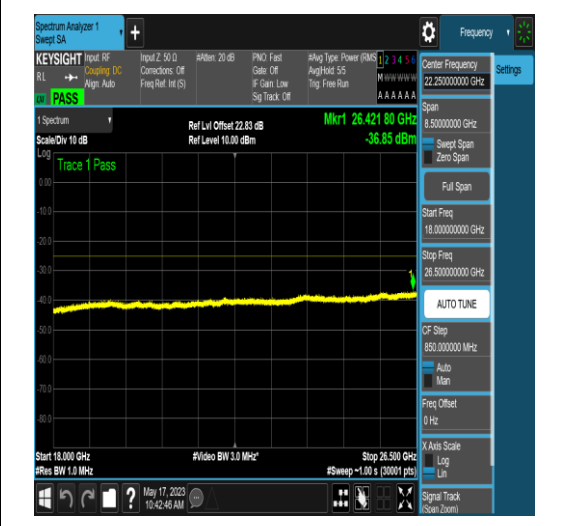 Spectrum Analyzer 1
Swept SA
+
Frequency
KEYSIGHT
RL
Input: RF
Coupling: DC
Align: Auto
Input Z: 50 Ω
Corrections: Off
Freq Ref: Int (S)
#Atten: 20 dB
PNO: Fast
Gate: Off
IF Gain: Low
Sig Track: Off
#Avg Type: Power (RMS
Avg|Hold: 5/5
Trig: Free Run
1 2 3 4 5 6
M W W W W W
A A A A A A
PASS
Center Frequency
22.250000000 GHz
Settings
Span
8.50000000 GHz
Swept Span
Zero Span
Full Span
Start Freq
18.000000000 GHz
Stop Freq
26.500000000 GHz
AUTO TUNE
CF Step
850.000000 MHz
Auto
Man
Freq Offset
0 Hz
X Axis Scale
Log
Lin
Signal Track
(Span Zoom)
1 Spectrum
Scale/Div 10 dB
Ref Lvl Offset 22.83 dB
Ref Level 10.00 dBm
Mkr1 26.421 80 GHz
-36.85 dBm
Log
Trace 1 Pass
0.00
-10.0
-20.0
-30.0
-40.0
-50.0
-60.0
-70.0
-80.0
1
Start 18.000 GHz
#Res BW 1.0 MHz
#Video BW 3.0 MHz*
Stop 26.500 GHz
#Sweep ~1.00 s (30001 pts)
?
May 17, 2023
10:42:46 AM